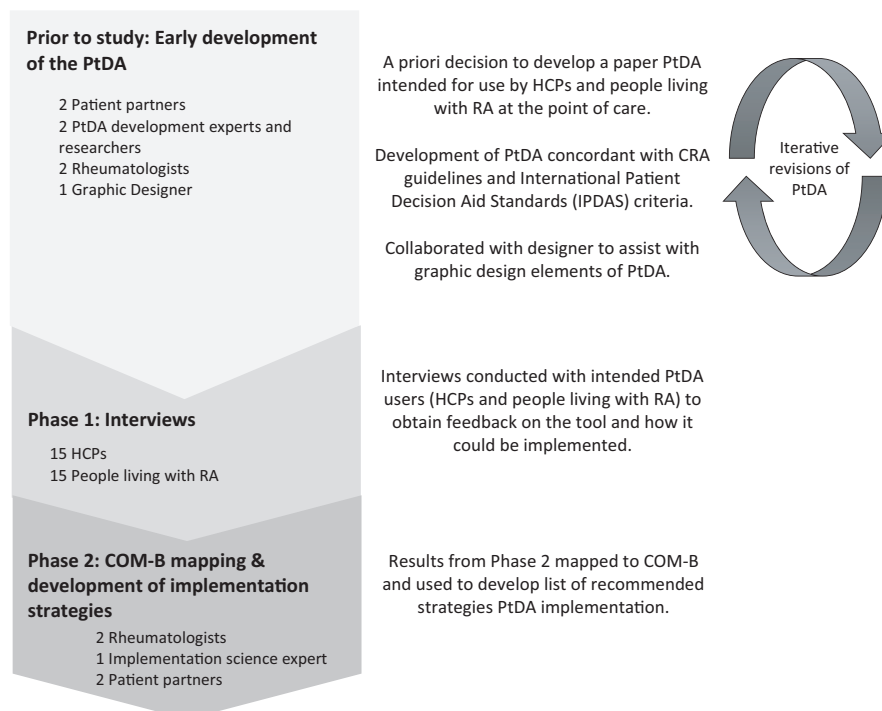 Prior to study: Early development
of the PtDA
2 Patient partners
2 PtDA development experts and
researchers
2 Rheumatologists
1 Graphic Designer
A priori decision to develop a paper PtDA
intended for use by HCPs and people living
with RA at the point of care.
Development of PtDA concordant with CRA
guidelines and International Patient
Decision Aid Standards (IPDAS) criteria.
Collaborated with designer to assist with
graphic design elements of PtDA.
Iterative
revisions of
PtDA
Phase 1: Interviews
15 HCPs
15 People living with RA
Interviews conducted with intended PtDA
users (HCPs and people living with RA) to
obtain feedback on the tool and how it
could be implemented.
Phase 2: COM-B mapping &
development of implementation
strategies
2 Rheumatologists
1 Implementation science expert
2 Patient partners
Results from Phase 2 mapped to COM-B
and used to develop list of recommended
strategies PtDA implementation.